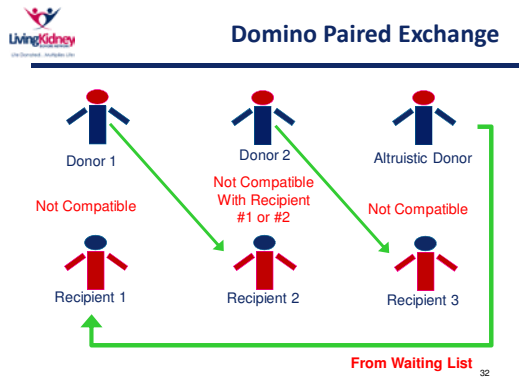 LivingKidney
Domino Paired Exchange
Donor 1
Donor 2
Altruistic Donor
Not Compatible
Not Compatible
With Recipient
#1 or #2
Not Compatible
Recipient 1
Recipient 2
Recipient 3
From Waiting List
32